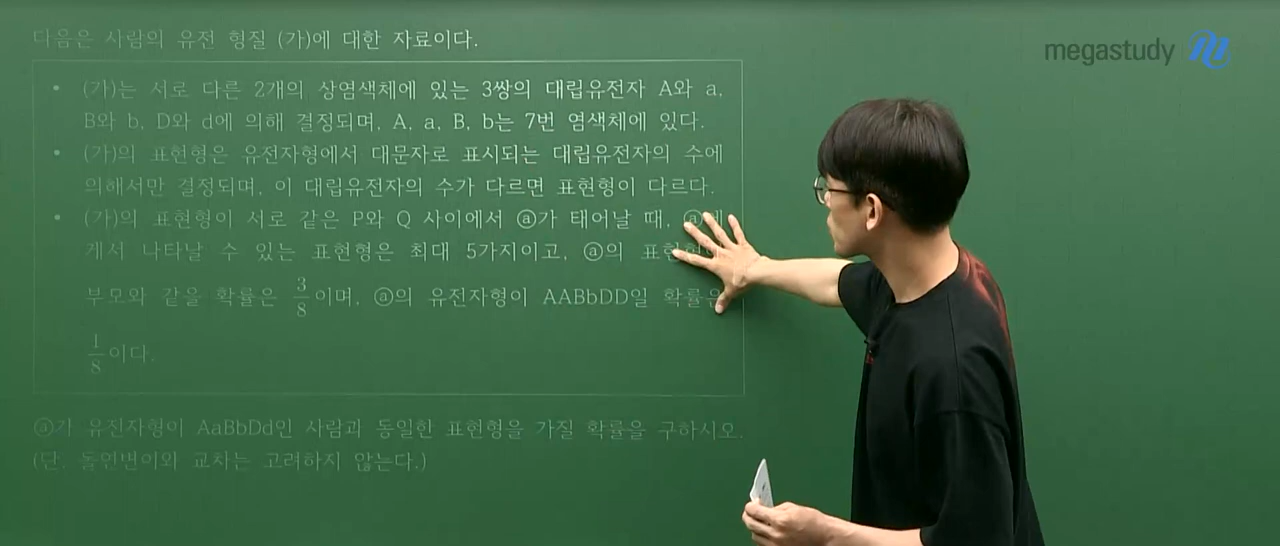 다음은 사람의 유전 형질 (가)에 대한 자료이다.
megastudy
• (가)는 서로 다른 2개의 상염색체에 있는 3쌍의 대립유전자 A와 a,
B와 b, D와 d에 의해 결정되며, A, a, B, b는 7번 염색체에 있다.
• (가)의 표현형은 유전자형에서 대문자로 표시되는 대립유전자의 수에
의해서만 결정되며, 이 대립유전자의 수가 다르면 표현형이 다르다.
• (가)의 표현형이 서로 같은 P와 Q 사이에서 ⓐ가 태어날 때, ⓐ에
게서 나타날 수 있는 표현형은 최대 5가지이고, ⓐ의
부모와 같을 확률은 3/8이며, ⓐ의 유전자형이 AABbDD일 확률은
1/8이다.
ⓐ가 유전자형이 AaBbDd인 사람과 동일한 표현형을 가질 확률을 구하시오.
(단, 돌연변이와 교차는 고려하지 않는다.)